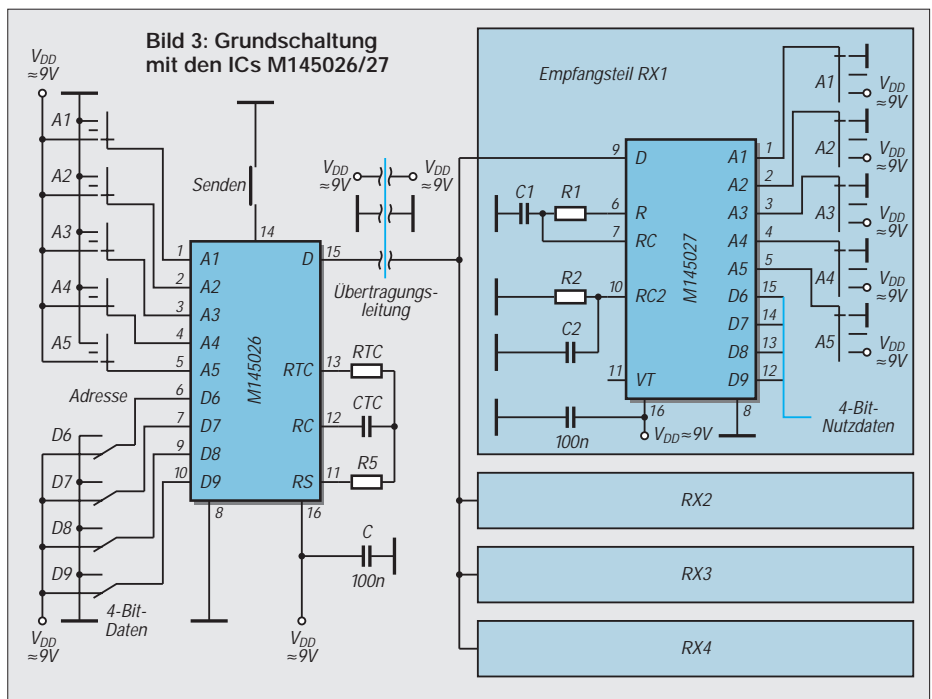 Bild 3: Grundschaltung
mit den ICs M145026/27
VDD
≈9V
A1
A2
A3
A4
A5
Adresse
D6
D7
D8
D9
4-Bit-
Daten
VDD
≈9V
Senden
14
1 A1
2 A2
3 A3
4 A4
5 A5
6 D6
7 D7
9 D8
10 D9
M145026
D 15
RTC 13
RC 12
RS 11
8
16
RTC
CTC
R5
C
100n
VDD
≈9V
VDD
≈9V
VDD
≈9V
Übertragungs-
leitung
Empfangsteil RX1
9 D
6 R
7 RC
10 RC2
11 VT
M145027
A1 1
A2 2
A3 3
A4 4
A5 5
D6 15
D7 14
D8 13
D9 12
16
8
C1
R1
R2
C2
100n
VDD≈9V
A1
VDD
≈9V
A2
VDD
≈9V
A3
VDD
≈9V
A4
VDD
≈9V
A5
VDD
≈9V
4-Bit-
Nutzdaten
RX2
RX3
RX4